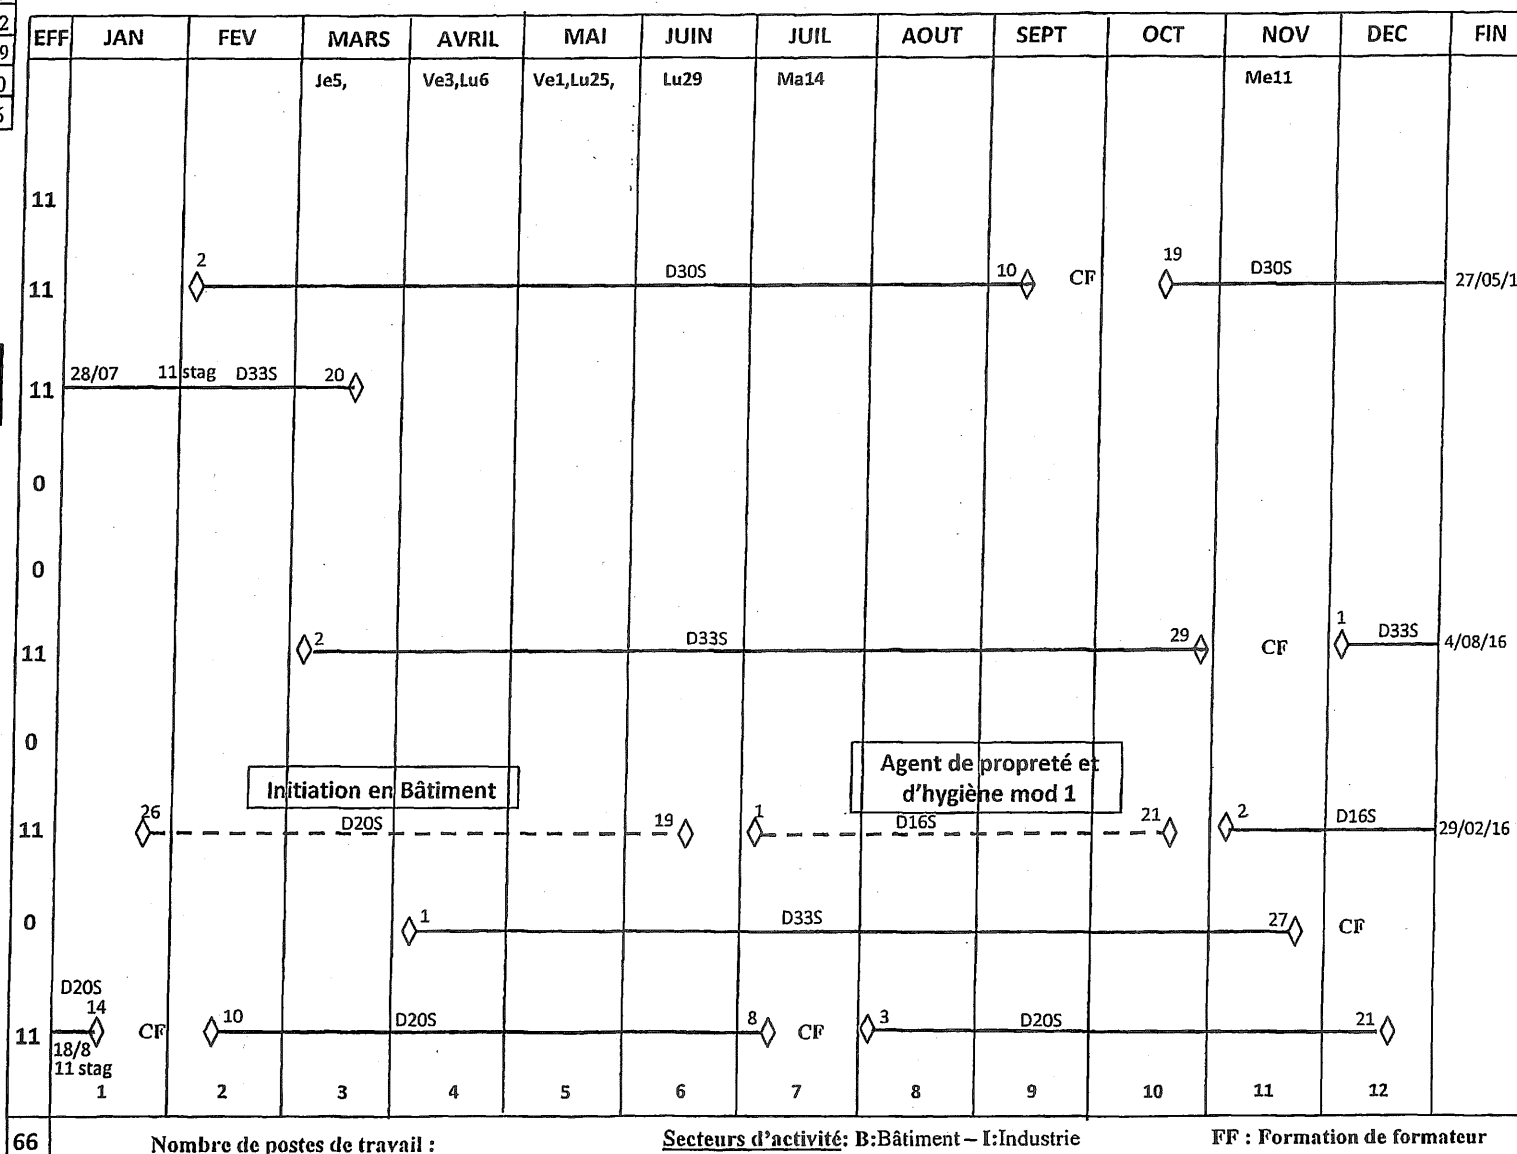 2
9
EFF JAN FEV MARS AVRIL MAI JUIN JUIL AOUT SEPT OCT NOV DEC FIN
Je5, Ve3,Lu6 Ve1,Lu25, Lu29 Ma14 Me11
11
11 2 D30S 10 CF 19 D30S 27/05/1
11 28/07 11 stag D33S 20
0
0
11 2 D33S 29 CF 1 D33S 4/08/16
0
Initiation en Bâtiment
Agent de propreté et
d'hygiène mod 1
11 26 D20S 19 1 D16S 21 2 D16S 29/02/16
0 1 D33S 27 CF
D20S
11 14 CF 10 D20S 8 CF 3 D20S 21
18/8
11 stag
1 2 3 4 5 6 7 8 9 10 11 12
66 Nombre de postes de travail : Secteurs d'activité: B:Bâtiment – I:Industrie FF : Formation de formateur